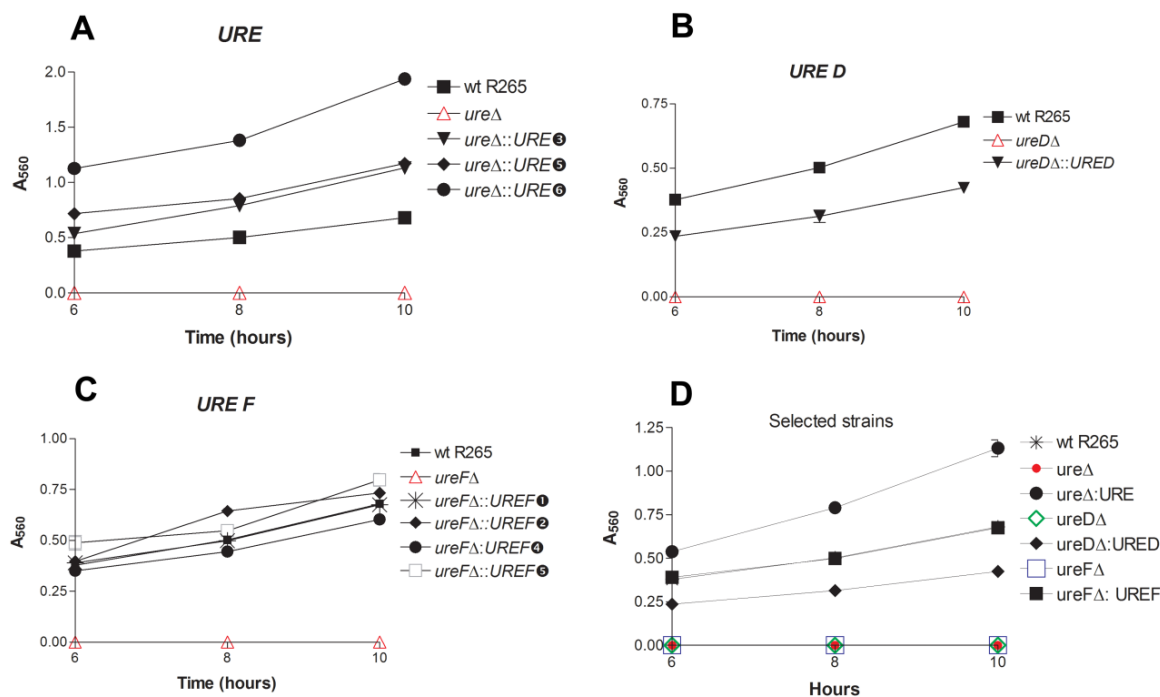 A
URE
2.0
1.5
1.0
0.5
0.0
A560
6
8
10
Time (hours)
wt R265
ureΔ
ureΔ::URE❸
ureΔ::URE❺
ureΔ::URE❻
B
URE D
0.75
0.50
0.25
0.00
A560
6
8
10
Time (hours)
wt R265
ureDΔ
ureDΔ::URED
C
URE F
1.00
0.75
0.50
0.25
0.00
A560
6
8
10
Time (hours)
wt R265
ureFΔ
ureFΔ::UREF❶
ureFΔ::UREF❷
ureFΔ:UREF❹
ureFΔ::UREF❺
D
Selected strains
1.25
1.00
0.75
0.50
0.25
0.00
A560
6
8
10
Hours
wt R265
ureΔ
ureΔ:URE
ureDΔ
ureDΔ:URED
ureFΔ
ureFΔ: UREF